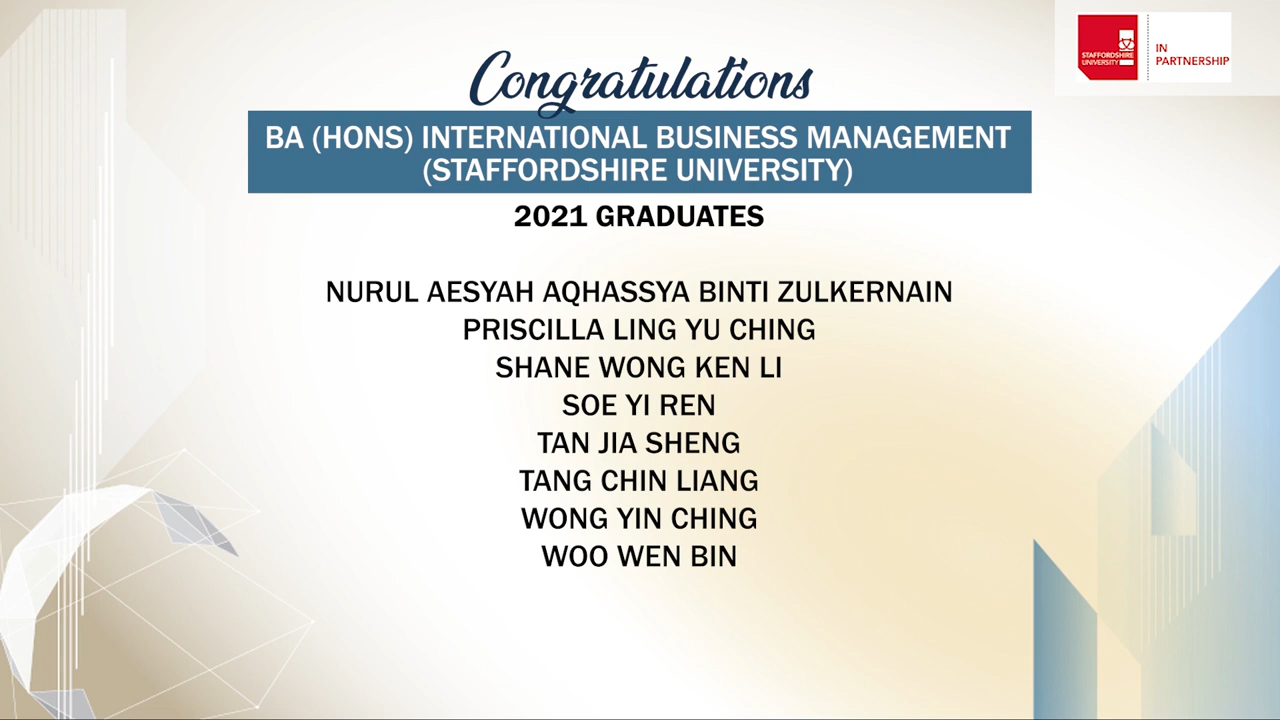 Congratulations
BA (HONS) INTERNATIONAL BUSINESS MANAGEMENT
(STAFFORDSHIRE UNIVERSITY)
2021 GRADUATES
NURUL AESYAH AQHASSYA BINTI ZULKERNAIN
PRISCILLA LING YU CHING
SHANE WONG KEN LI
SOE YI REN
TAN JIA SHENG
TANG CHIN LIANG
WONG YIN CHING
WOO WEN BIN
STAFFORDSHIRE
UNIVERSITY
IN
PARTNERSHIP